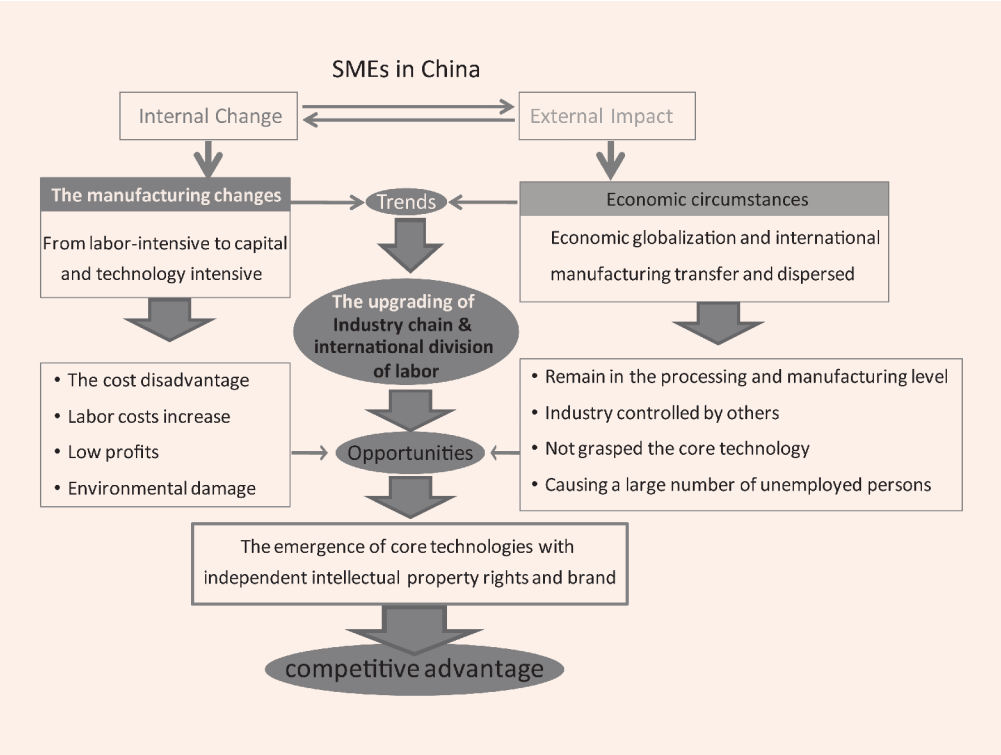 SMEs in China
Internal Change
External Impact
The manufacturing changes
Trends
Economic circumstances
From labor-intensive to capital
and technology intensive
Economic globalization and international
manufacturing transfer and dispersed
The upgrading of
Industry chain &
international division
of labor
• The cost disadvantage
• Labor costs increase
• Low profits
• Environmental damage
Opportunities
• Remain in the processing and manufacturing level
• Industry controlled by others
• Not grasped the core technology
• Causing a large number of unemployed persons
The emergence of core technologies with
independent intellectual property rights and brand
competitive advantage